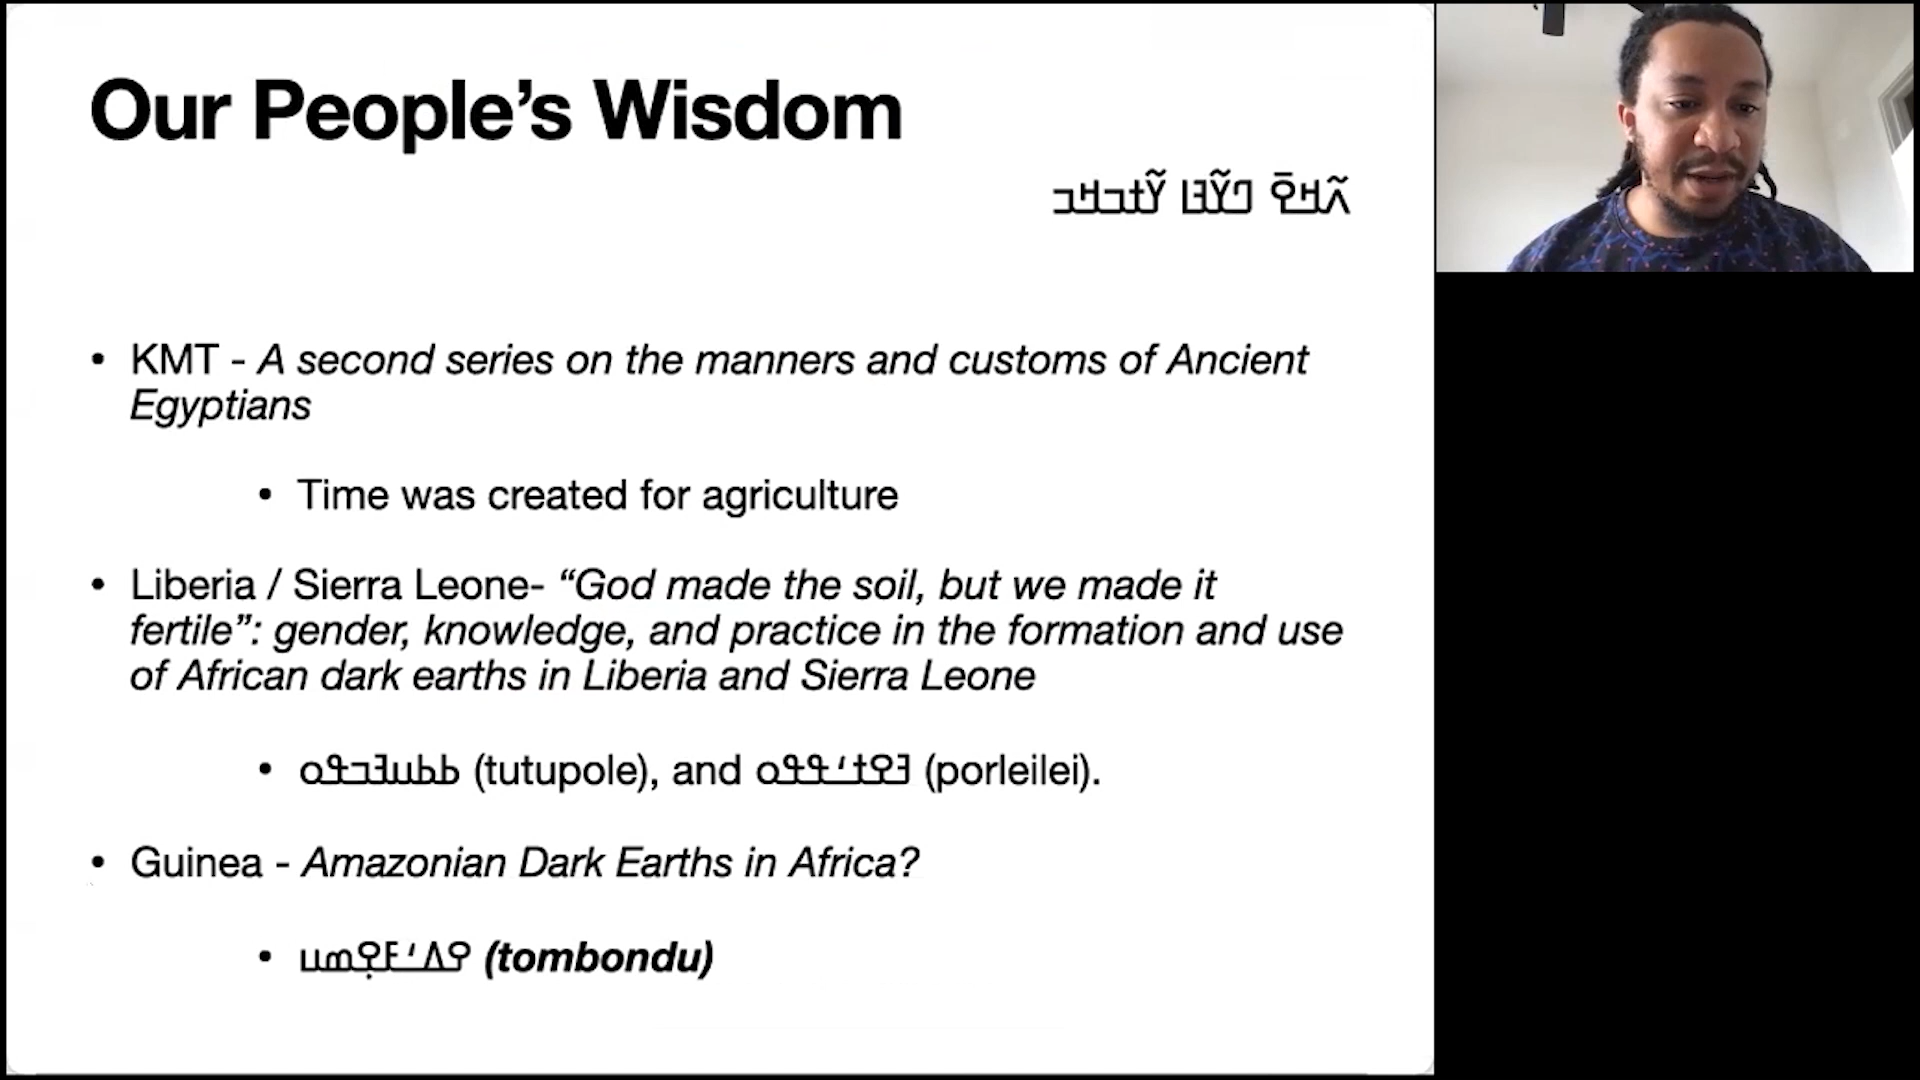 Our People’s Wisdom
• KMT - A second series on the manners and customs of Ancient
Egyptians
• Time was created for agriculture
• Liberia / Sierra Leone- “God made the soil, but we made it
fertile”: gender, knowledge, and practice in the formation and use
of African dark earths in Liberia and Sierra Leone
• (tutupole), and (porleilei).
• Guinea - Amazonian Dark Earths in Africa?
• (tombondu)